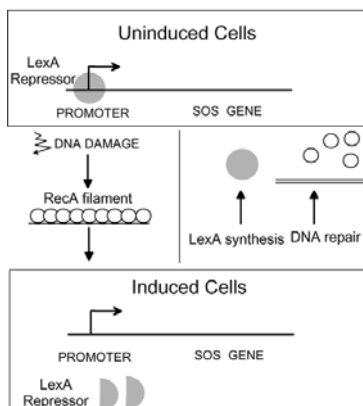 Uninduced Cells
LexA
Repressor
PROMOTER SOS GENE
DNA DAMAGE
RecA filament
LexA synthesis DNA repair
Induced Cells
PROMOTER SOS GENE
LexA
Repressor